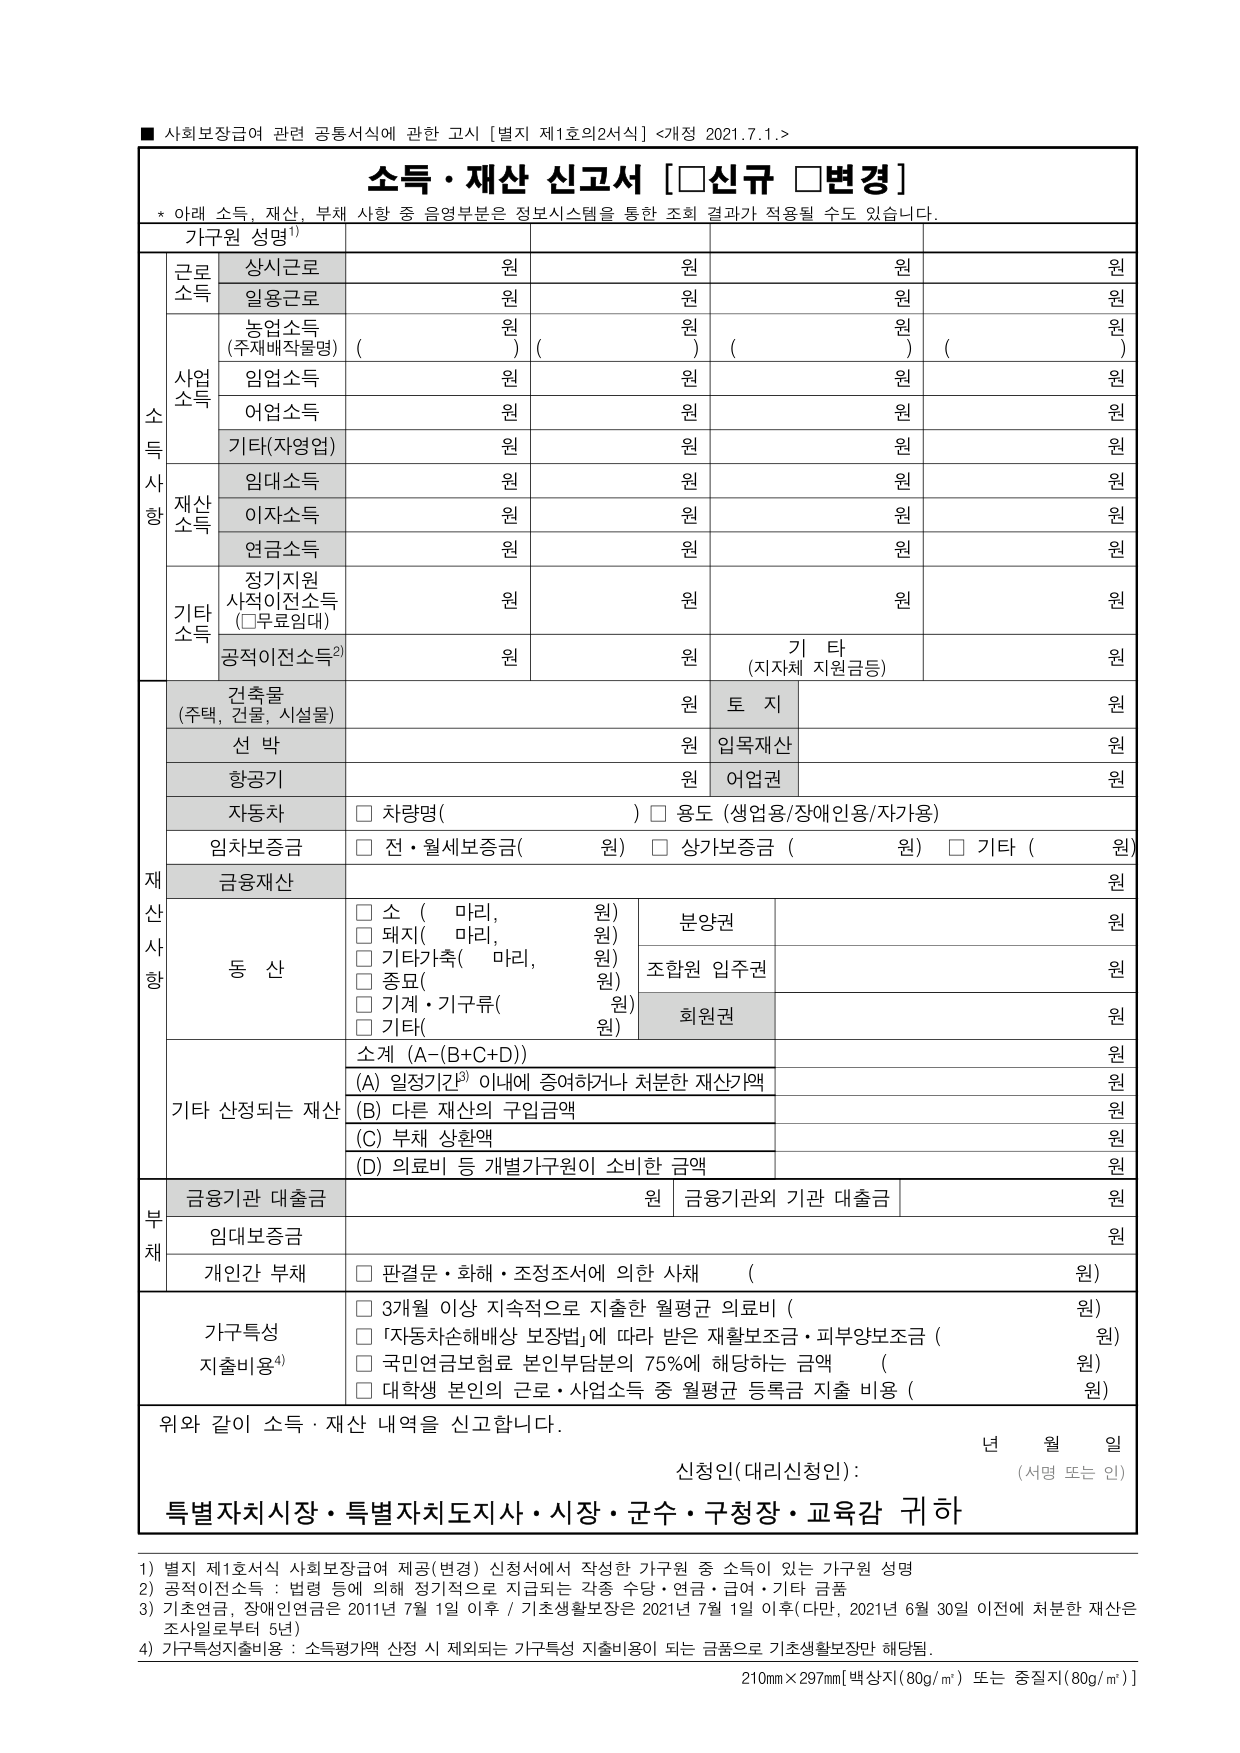 ■ 사회보장급여 관련 공통서식에 관한 고시 [별지 제1호의2서식] <개정 2021.7.1.>
소득・재산 신고서 [□신규 □변경]
* 아래 소득, 재산, 부채 사항 중 음영부분은 정보시스템을 통한 조회 결과가 적용될 수도 있습니다.
가구원 성명1)
소득사항
근로소득
상시근로 원 원 원 원
일용근로 원 원 원 원
사업소득
농업소득 원 원 원 원
(주재배작물명) ( ) ( ) ( ) ( )
임업소득 원 원 원 원
어업소득 원 원 원 원
기타(자영업) 원 원 원 원
재산소득
임대소득 원 원 원 원
이자소득 원 원 원 원
연금소득 원 원 원 원
기타소득
정기지원
사적이전소득 원 원 원 원
(□무료임대)
공적이전소득2) 원 원 기 타 원
(지자체 지원금등)
재산사항
건축물 원 토 지 원
(주택, 건물, 시설물)
선 박 원 입목재산 원
항공기 원 어업권 원
자동차 □ 차량명( ) □ 용도 (생업용/장애인용/자가용)
임차보증금 □ 전・월세보증금( 원) □ 상가보증금 ( 원) □ 기타 ( 원)
금융재산 원
동 산
□ 소 ( 마리, 원)
□ 돼지( 마리, 원)
□ 기타가축( 마리, 원)
□ 종묘( 원)
□ 기계・기구류( 원)
□ 기타( 원)
분양권 원
조합원 입주권 원
회원권 원
기타 산정되는 재산
소계 (A-(B+C+D)) 원
(A) 일정기간3) 이내에 증여하거나 처분한 재산가액 원
(B) 다른 재산의 구입금액 원
(C) 부채 상환액 원
(D) 의료비 등 개별가구원이 소비한 금액 원
부채
금융기관 대출금 원 금융기관외 기관 대출금 원
임대보증금 원
개인간 부채 □ 판결문・화해・조정조서에 의한 사채 ( 원)
가구특성
지출비용4)
□ 3개월 이상 지속적으로 지출한 월평균 의료비 ( 원)
□ 「자동차손해배상 보장법」에 따라 받은 재활보조금・피부양보조금 ( 원)
□ 국민연금보험료 본인부담분의 75%에 해당하는 금액 ( 원)
□ 대학생 본인의 근로・사업소득 중 월평균 등록금 지출 비용 ( 원)
위와 같이 소득・재산 내역을 신고합니다.
년 월 일
신청인(대리신청인): (서명 또는 인)
특별자치시장・특별자치도지사・시장・군수・구청장・교육감 귀하
1) 별지 제1호서식 사회보장급여 제공(변경) 신청서에서 작성한 가구원 중 소득이 있는 가구원 성명
2) 공적이전소득 : 법령 등에 의해 정기적으로 지급되는 각종 수당・연금・급여・기타 금품
3) 기초연금, 장애인연금은 2011년 7월 1일 이후 / 기초생활보장은 2021년 7월 1일 이후(다만, 2021년 6월 30일 이전에 처분한 재산은
조사일로부터 5년)
4) 가구특성지출비용 : 소득평가액 산정 시 제외되는 가구특성 지출비용이 되는 금품으로 기초생활보장만 해당됨.
210㎜×297㎜[백상지(80g/㎡) 또는 중질지(80g/㎡)]